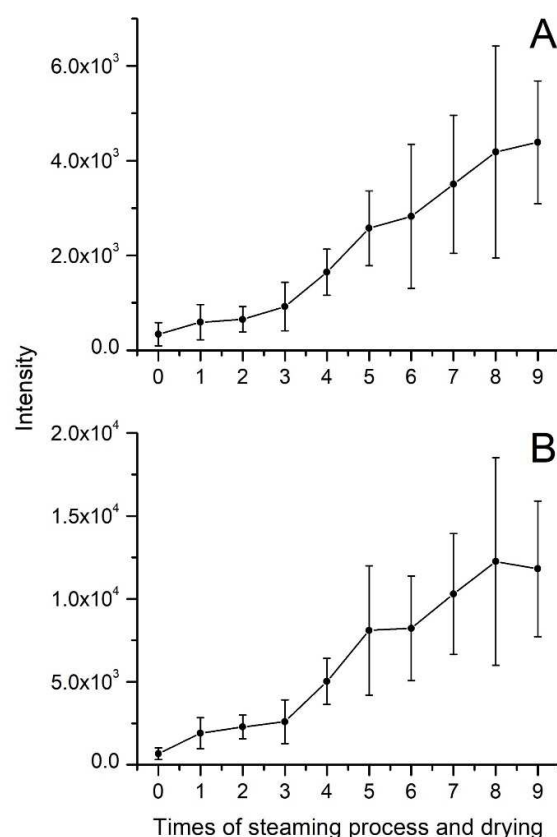 A
6.0x10³
4.0x10³
2.0x10³
0.0
0 1 2 3 4 5 6 7 8 9
Intensity
B
2.0x10⁴
1.5x10⁴
1.0x10⁴
5.0x10³
0.0
0 1 2 3 4 5 6 7 8 9
Times of steaming process and drying